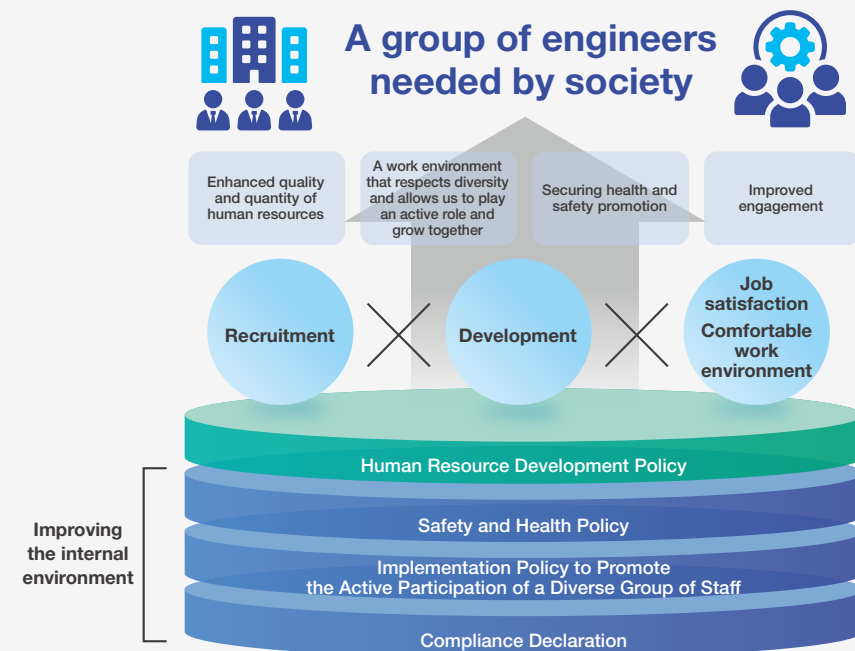 A group of engineers
needed by society
Enhanced quality
and quantity of
human resources
A work environment
that respects diversity
and allows us to play
an active role and
grow together
Securing health and
safety promotion
Improved
engagement
Recruitment
Development
Job
satisfaction
Comfortable
work
environment
Human Resource Development Policy
Improving
the internal
environment
Safety and Health Policy
Implementation Policy to Promote
the Active Participation of a Diverse Group of Staff
Compliance Declaration